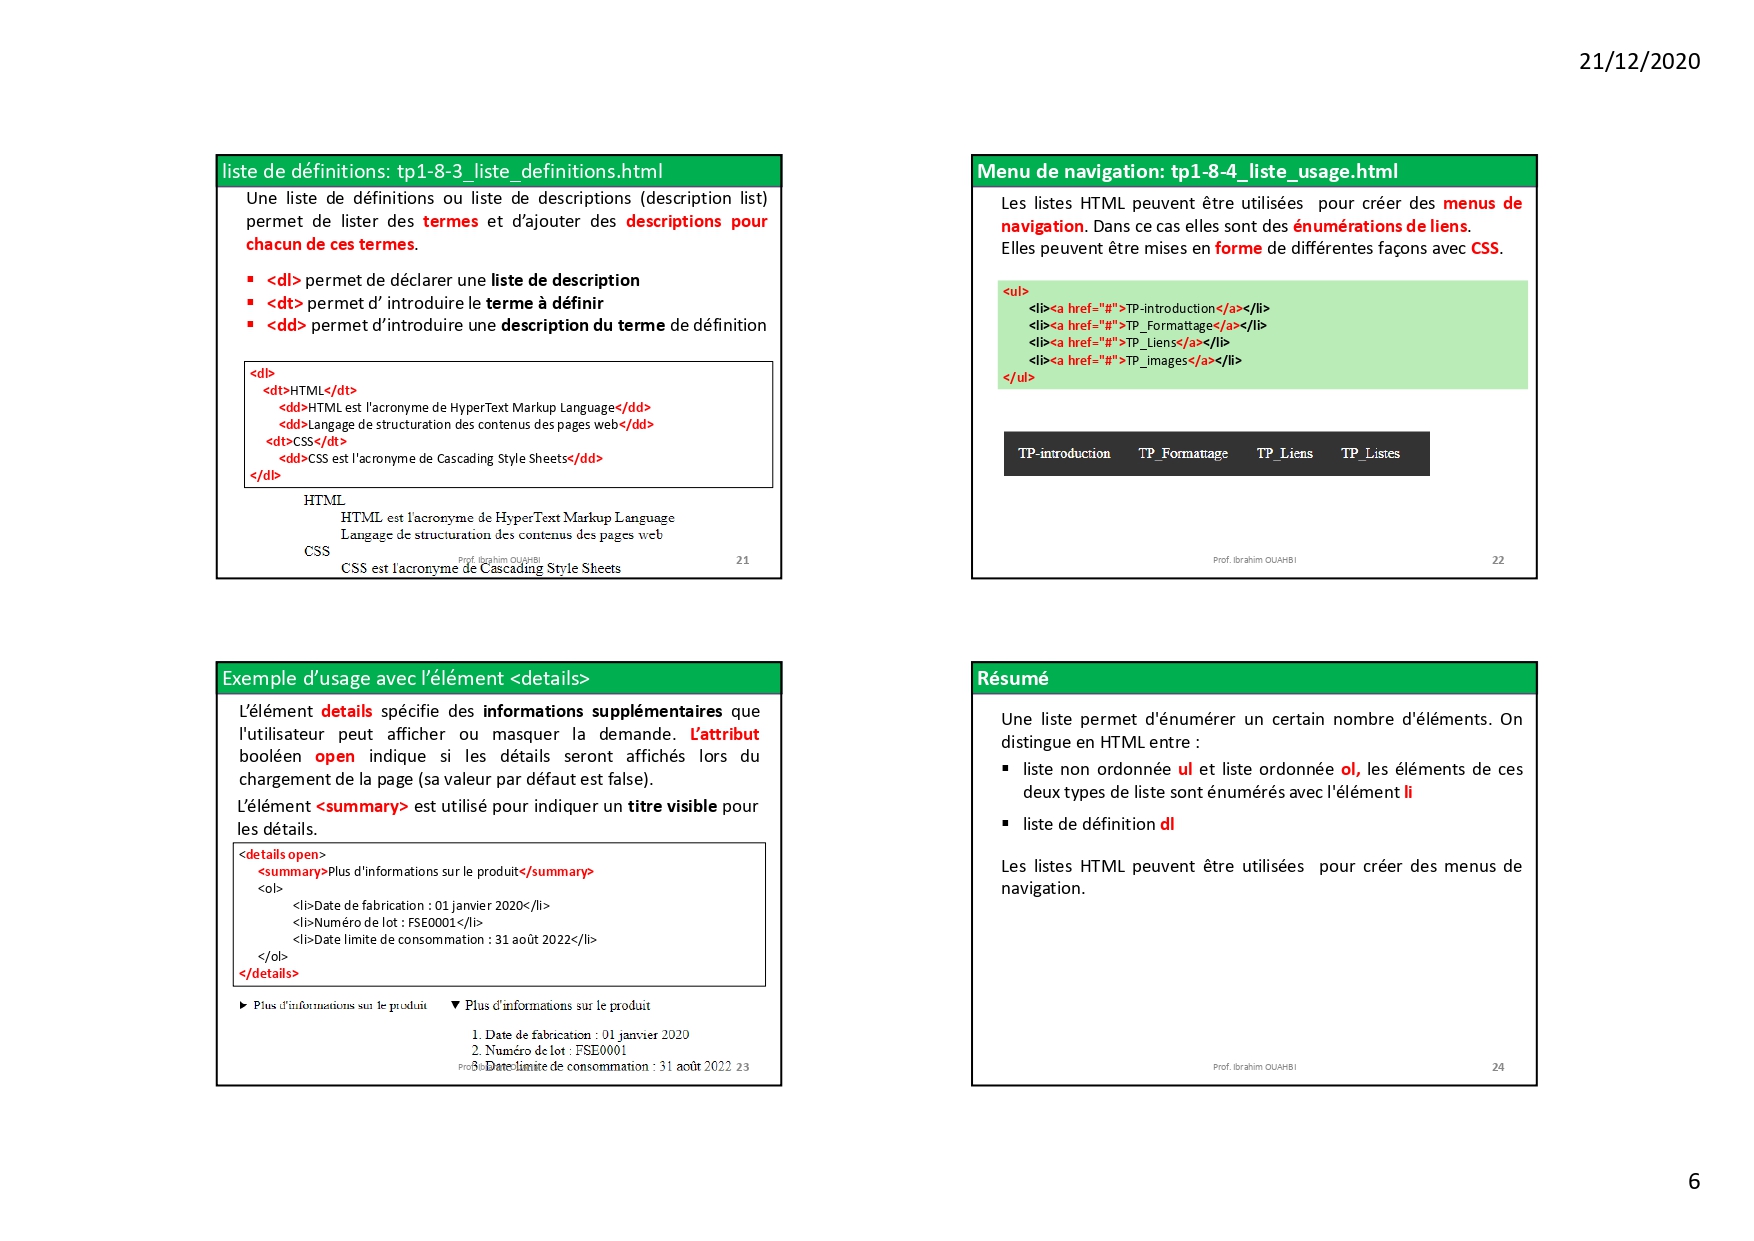 21/12/2020
liste de définitions: tp1-8-3_liste_definitions.html
Une liste de définitions ou liste de descriptions (description list)
permet de lister des termes et d’ajouter des descriptions pour
chacun de ces termes.
▪ <dl> permet de déclarer une liste de description
▪ <dt> permet d’ introduire le terme à définir
▪ <dd> permet d’introduire une description du terme de définition
<dl>
<dt>HTML</dt>
<dd>HTML est l'acronyme de HyperText Markup Language</dd>
<dd>Langage de structuration des contenus des pages web</dd>
<dt>CSS</dt>
<dd>CSS est l'acronyme de Cascading Style Sheets</dd>
</dl>
HTML
HTML est l'acronyme de HyperText Markup Language
Langage de structuration des contenus des pages web
CSS
CSS est l'acronyme de Cascading Style Sheets
Prof. Ibrahim OUAHBI
21
Menu de navigation: tp1-8-4_liste_usage.html
Les listes HTML peuvent être utilisées  pour créer des menus de
navigation. Dans ce cas elles sont des énumérations de liens.
Elles peuvent être mises en forme de différentes façons avec CSS.
<ul>
<li><a href="#">TP-introduction</a></li>
<li><a href="#">TP_Formattage</a></li>
<li><a href="#">TP_Liens</a></li>
<li><a href="#">TP_images</a></li>
</ul>
TP-introduction TP_Formattage TP_Liens TP_Listes
Prof. Ibrahim OUAHBI
22
Exemple d’usage avec l’élément <details>
L’élément details spécifie des informations supplémentaires que
l'utilisateur peut afficher ou masquer la demande. L’attribut
booléen open indique si les détails seront affichés lors du
chargement de la page (sa valeur par défaut est false).
L’élément <summary> est utilisé pour indiquer un titre visible pour
les détails.
<details open>
<summary>Plus d'informations sur le produit</summary>
<ol>
<li>Date de fabrication : 01 janvier 2020</li>
<li>Numéro de lot : FSE0001</li>
<li>Date limite de consommation : 31 août 2022</li>
</ol>
</details>
▶ Plus d'informations sur le produit
▼ Plus d'informations sur le produit
1. Date de fabrication : 01 janvier 2020
2. Numéro de lot : FSE0001
3. Date limite de consommation : 31 août 2022
Prof. Ibrahim OUAHBI
23
Résumé
Une liste permet d'énumérer un certain nombre d'éléments. On
distingue en HTML entre :
▪ liste non ordonnée ul et liste ordonnée ol, les éléments de ces
deux types de liste sont énumérés avec l'élément li
▪ liste de définition dl
Les listes HTML peuvent être utilisées  pour créer des menus de
navigation.
Prof. Ibrahim OUAHBI
24
6